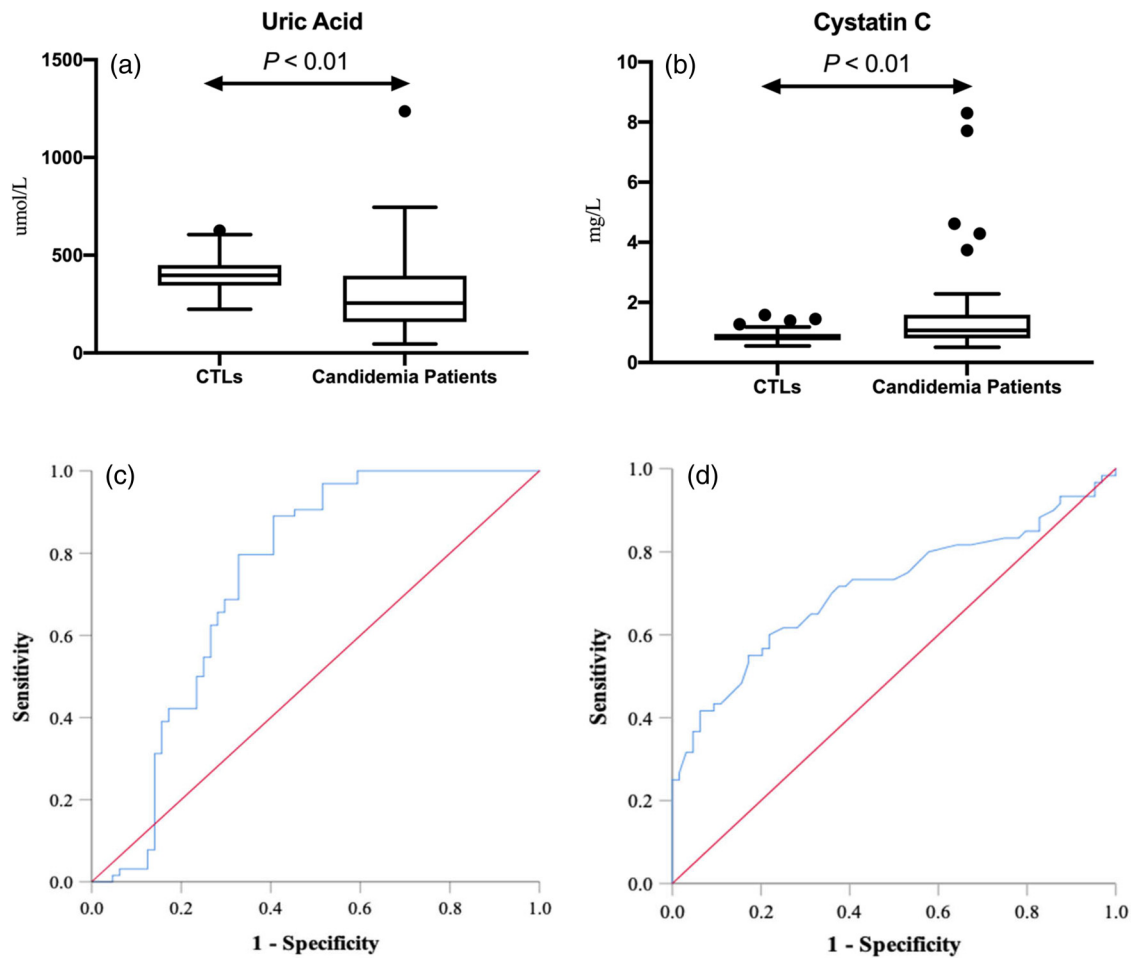 Uric Acid
(a)
P < 0.01
1500
1000
500
0
umol/L
CTLs
Candidemia Patients
Cystatin C
(b)
P < 0.01
10
8
6
4
2
0
mg/L
CTLs
Candidemia Patients
(c)
1.0
0.8
0.6
0.4
0.2
0.0
Sensitivity
0.0 0.2 0.4 0.6 0.8 1.0
1 - Specificity
(d)
1.0
0.8
0.6
0.4
0.2
0.0
Sensitivity
0.0 0.2 0.4 0.6 0.8 1.0
1 - Specificity